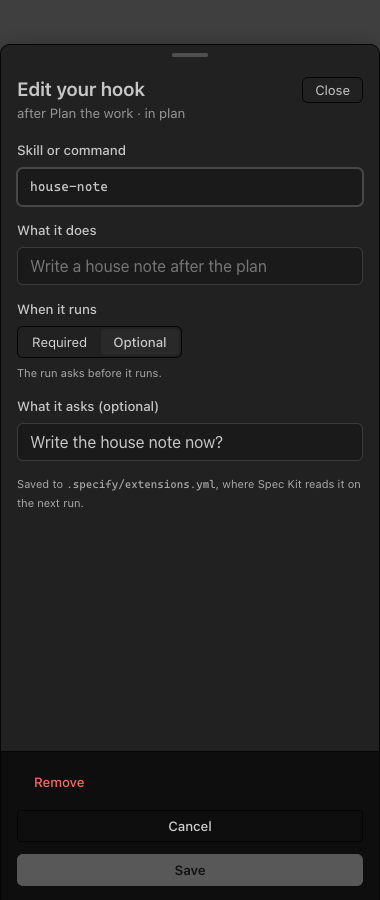 Edit your hook
Close
after Plan the work · in plan
Skill or command
house-note
What it does
Write a house note after the plan
When it runs
Required
Optional
The run asks before it runs.
What it asks (optional)
Write the house note now?
Saved to .specify/extensions.yml, where Spec Kit reads it on
the next run.
Remove
Cancel
Save